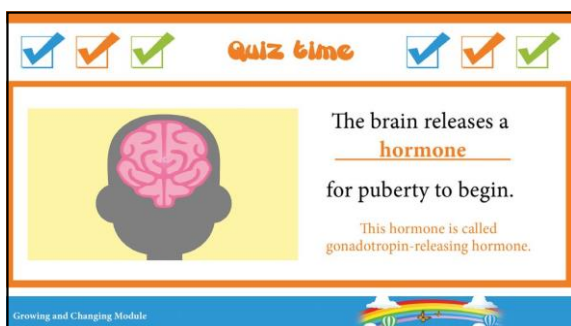 Quiz time
The brain releases a
hormone
for puberty to begin.
This hormone is called
gonadotropin-releasing hormone.
Growing and Changing Module